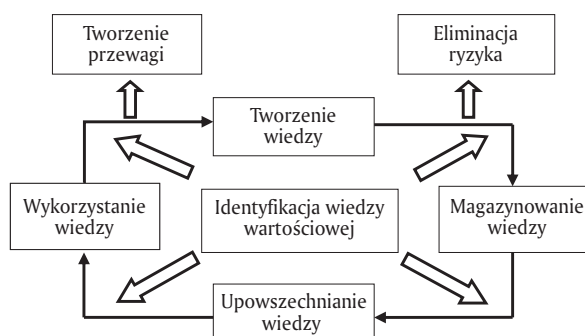 Tworzenie
przewagi
Eliminacja
ryzyka
Tworzenie
wiedzy
Wykorzystanie
wiedzy
Identyfikacja wiedzy
wartościowej
Magazynowanie
wiedzy
Upowszechnianie
wiedzy